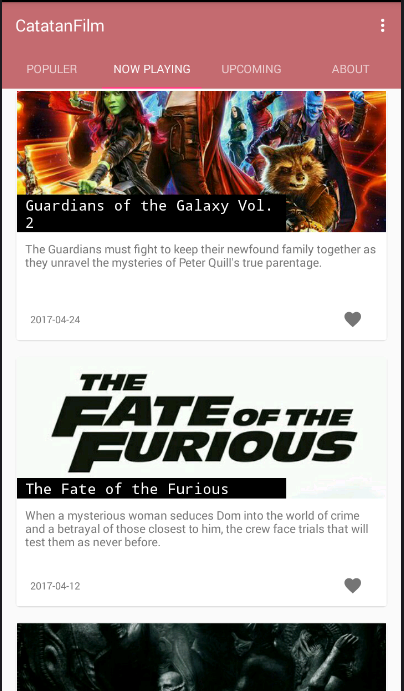 CatatanFilm
POPULER NOW PLAYING UPCOMING ABOUT
Guardians of the Galaxy Vol.
2
The Guardians must fight to keep their newfound family together as
they unravel the mysteries of Peter Quill's true parentage.
2017-04-24
THE
FATE OF THE
FURIOUS
The Fate of the Furious
When a mysterious woman seduces Dom into the world of crime
and a betrayal of those closest to him, the crew face trials that will
test them as never before.
2017-04-12